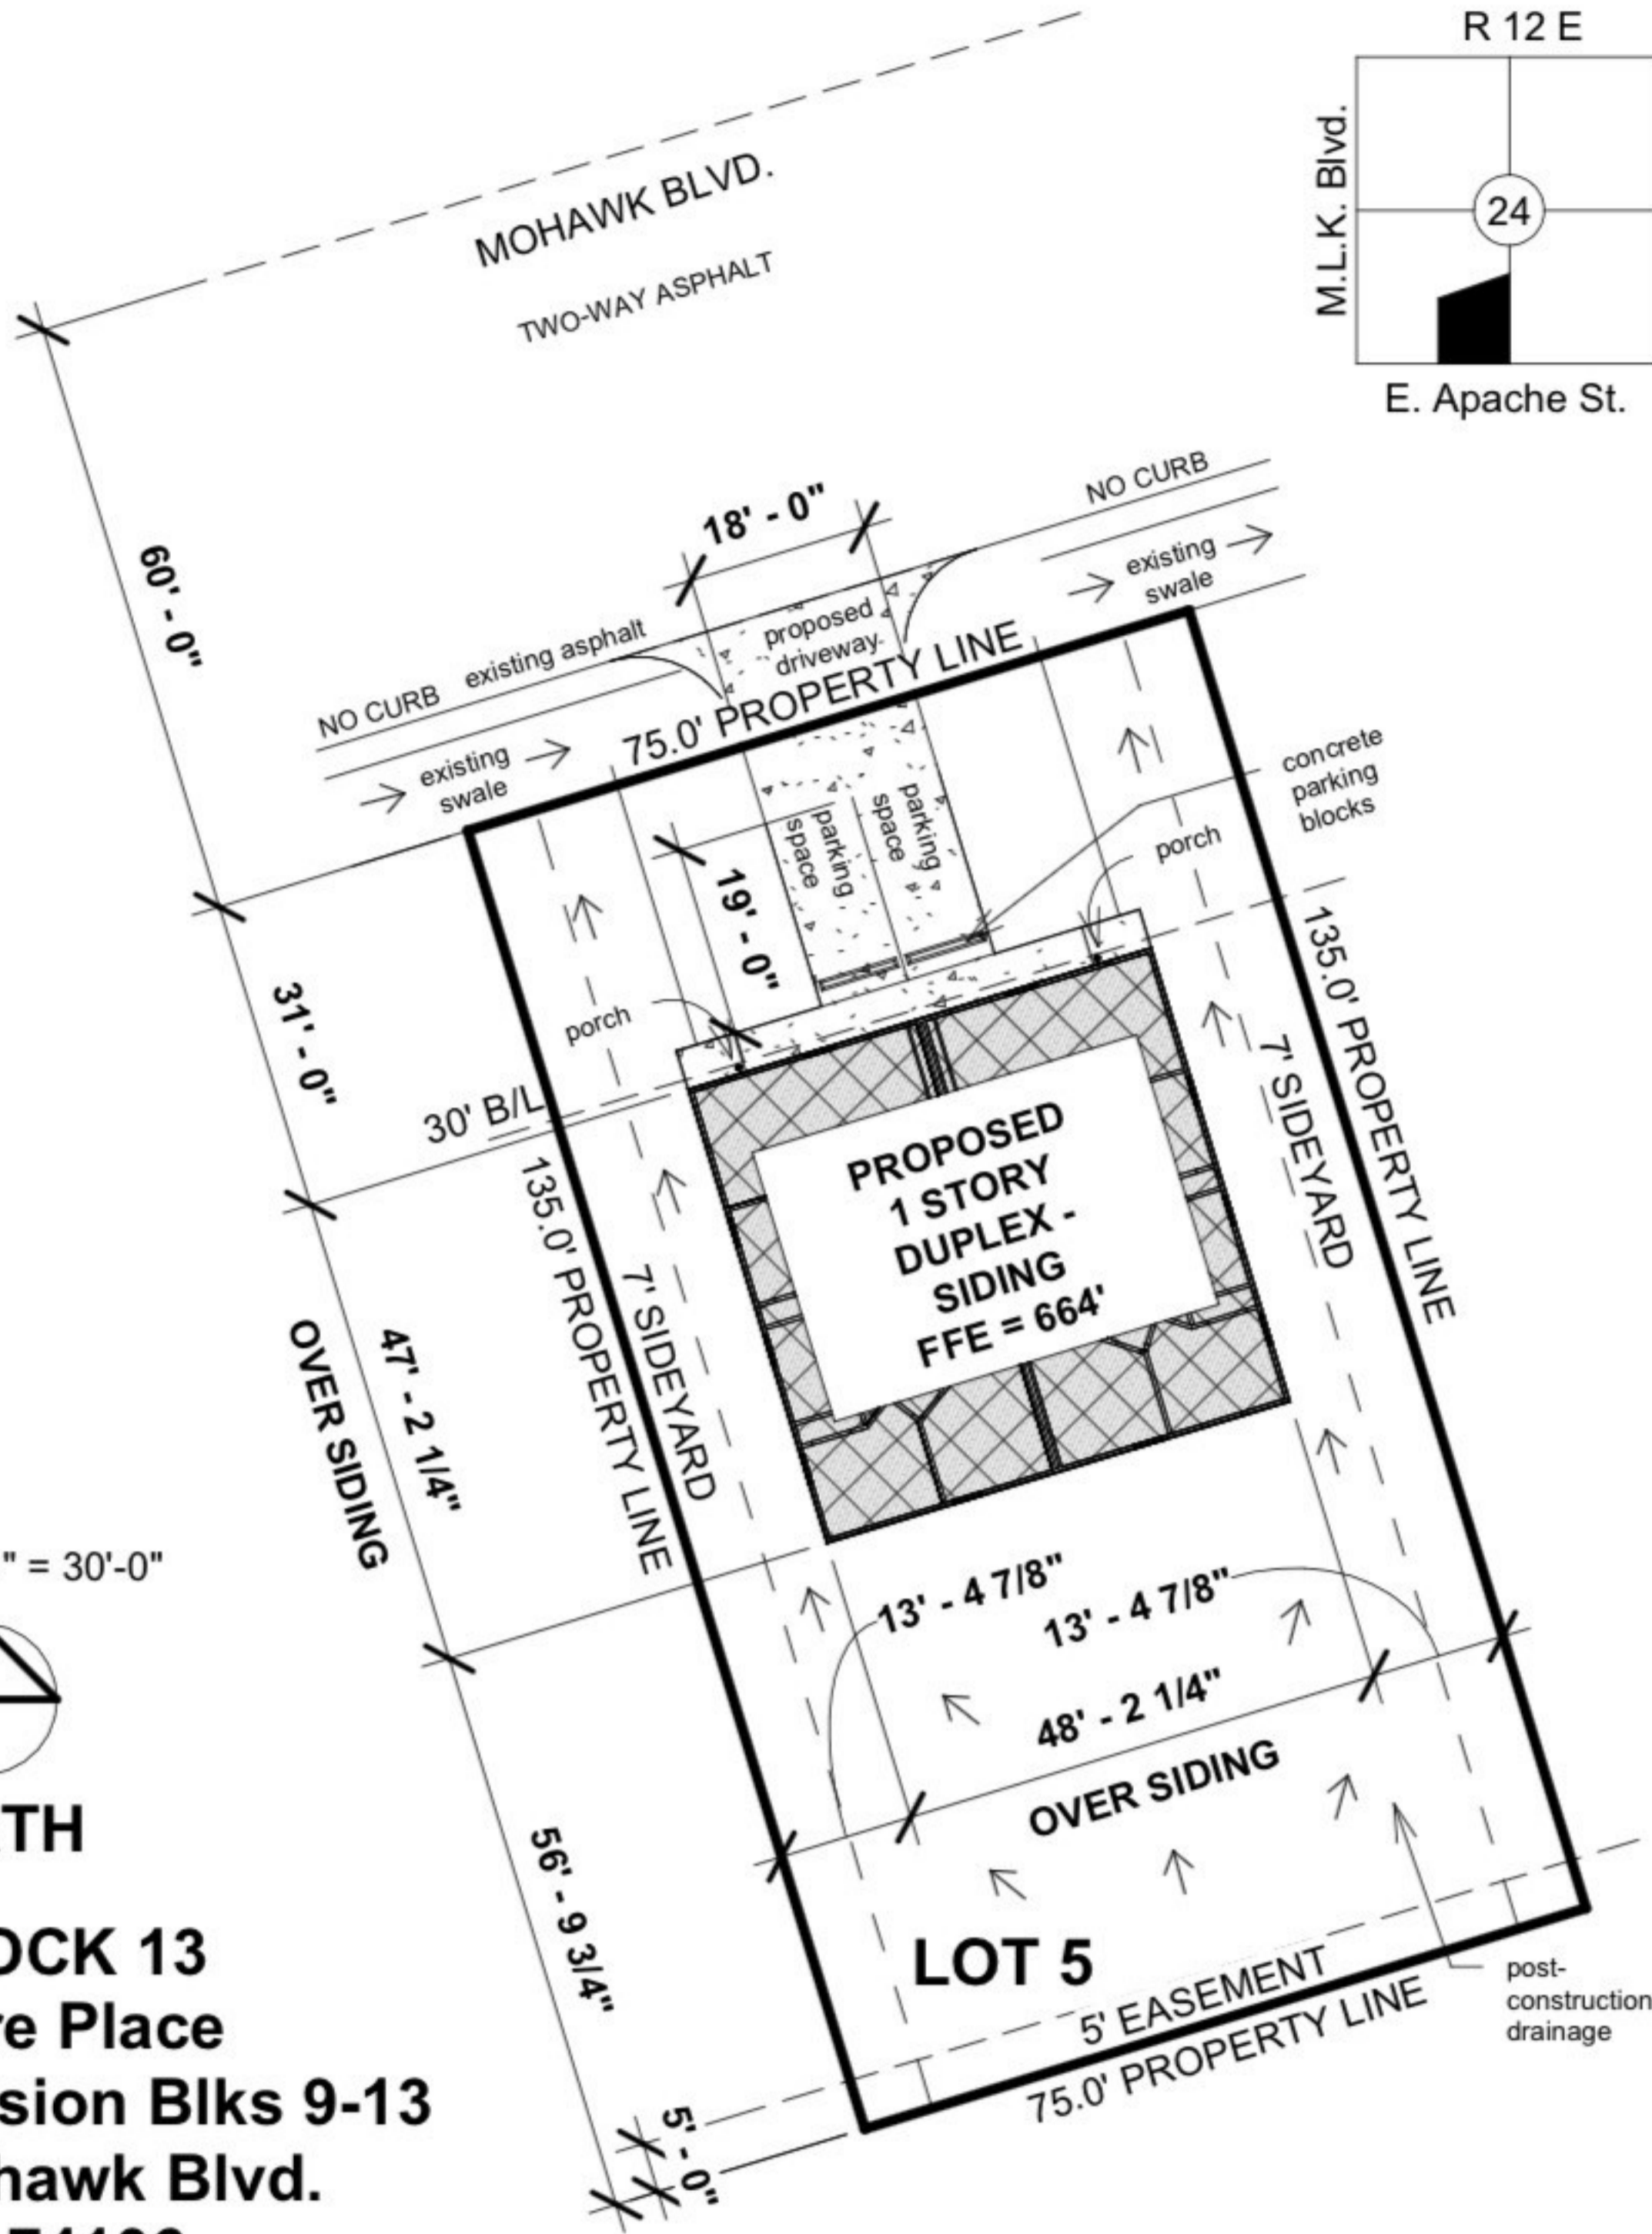 R 12 E
M.L.K. Blvd.
24
E. Apache St.
MOHAWK BLVD.
TWO-WAY ASPHALT
60' - 0"
18' - 0"
NO CURB
existing
swale
proposed
driveway
NO CURB existing asphalt
75.0' PROPERTY LINE
existing
swale
concrete
parking
blocks
parking
space
parking
space
porch
19' - 0"
porch
31' - 0"
30' B/L
135.0' PROPERTY LINE
7' SIDEYARD
135.0' PROPERTY LINE
7' SIDEYARD
PROPOSED
1 STORY
DUPLEX -
SIDING
FFE = 664'
47' - 2 1/4"
OVER SIDING
" = 30'-0"
13' - 4 7/8"
13' - 4 7/8"
48' - 2 1/4"
OVER SIDING
56' - 9 3/4"
LOT 5
5' EASEMENT
75.0' PROPERTY LINE
post-
construction
drainage
5' - 0"
TH
OCK 13
re Place
sion Blks 9-13
hawk Blvd.